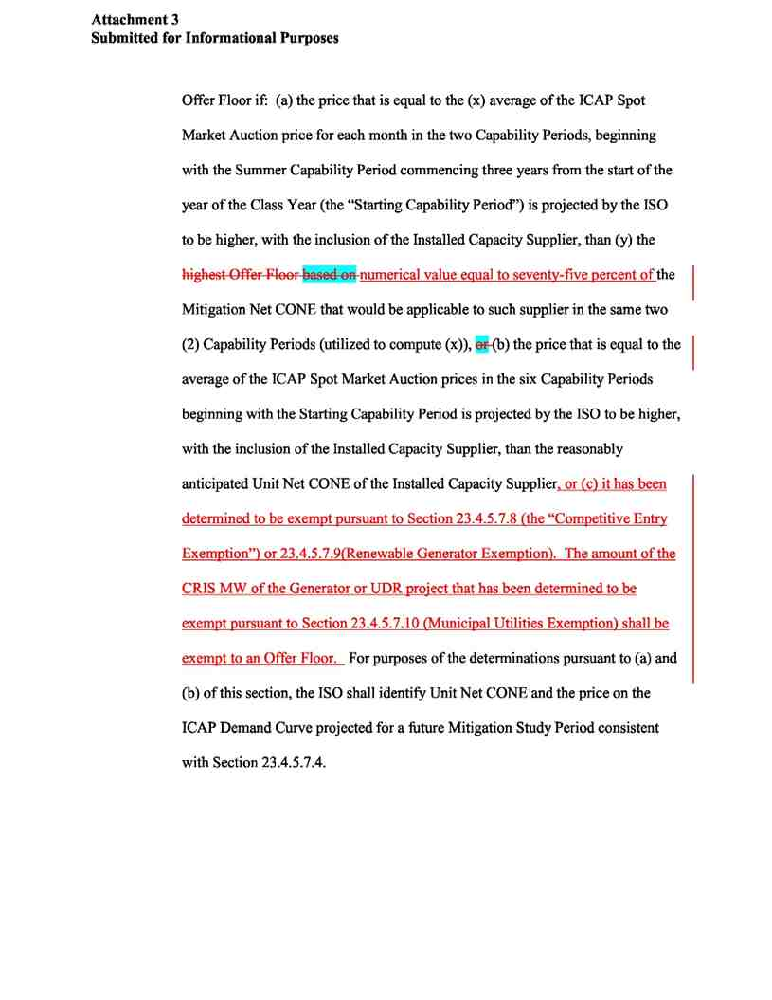 Attachment 3
Submitted for Informational Purposes
Offer Floor if:  (a) the price that is equal to the (x) average of the ICAP Spot
Market Auction price for each month in the two Capability Periods, beginning
with the Summer Capability Period commencing three years from the start of the
year of the Class Year (the “Starting Capability Period”) is projected by the ISO
to be higher, with the inclusion of the Installed Capacity Supplier, than (y) the
highest Offer Floor based on numerical value equal to seventy-five percent of the
Mitigation Net CONE that would be applicable to such supplier in the same two
(2) Capability Periods (utilized to compute (x)), or (b) the price that is equal to the
average of the ICAP Spot Market Auction prices in the six Capability Periods
beginning with the Starting Capability Period is projected by the ISO to be higher,
with the inclusion of the Installed Capacity Supplier, than the reasonably
anticipated Unit Net CONE of the Installed Capacity Supplier, or (c) it has been
determined to be exempt pursuant to Section 23.4.5.7.8 (the “Competitive Entry
Exemption”) or 23.4.5.7.9(Renewable Generator Exemption).  The amount of the
CRIS MW of the Generator or UDR project that has been determined to be
exempt pursuant to Section 23.4.5.7.10 (Municipal Utilities Exemption) shall be
exempt to an Offer Floor.  For purposes of the determinations pursuant to (a) and
(b) of this section, the ISO shall identify Unit Net CONE and the price on the
ICAP Demand Curve projected for a future Mitigation Study Period consistent
with Section 23.4.5.7.4.